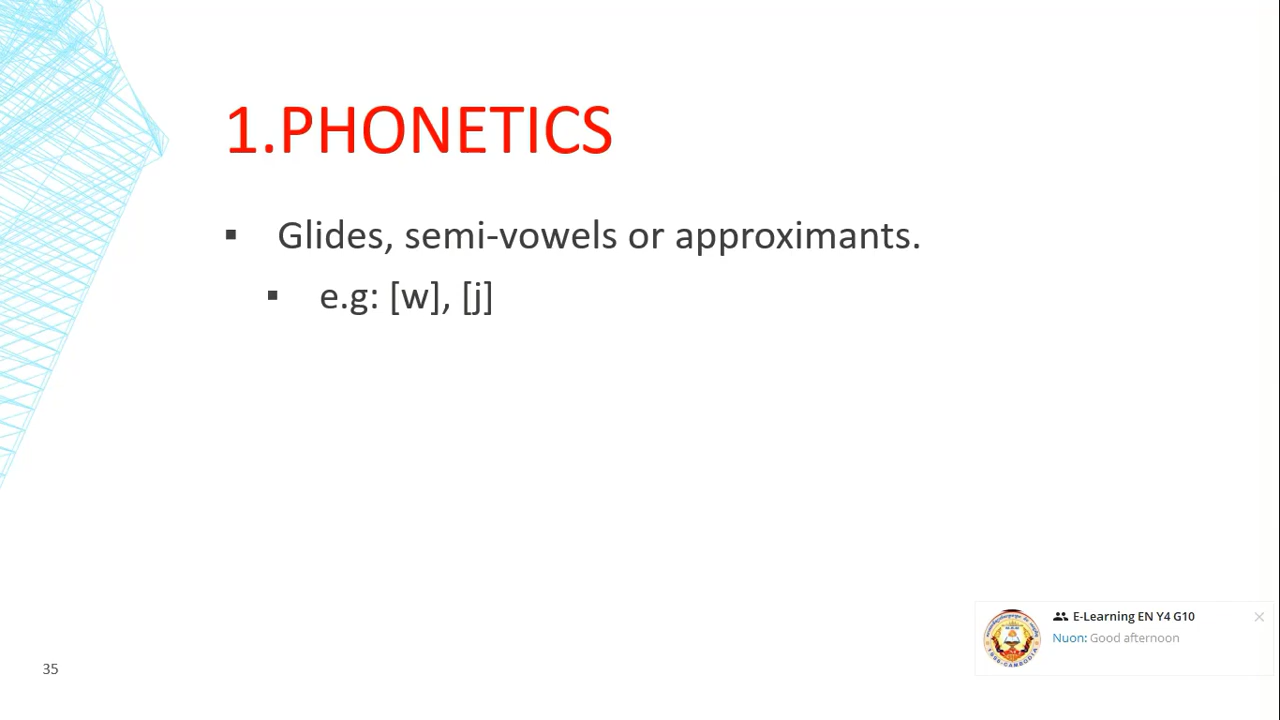 1.PHONETICS
▪ Glides, semi-vowels or approximants.
▪ e.g: [w], [j]
E-Learning EN Y4 G10
Nuon: Good afternoon
35